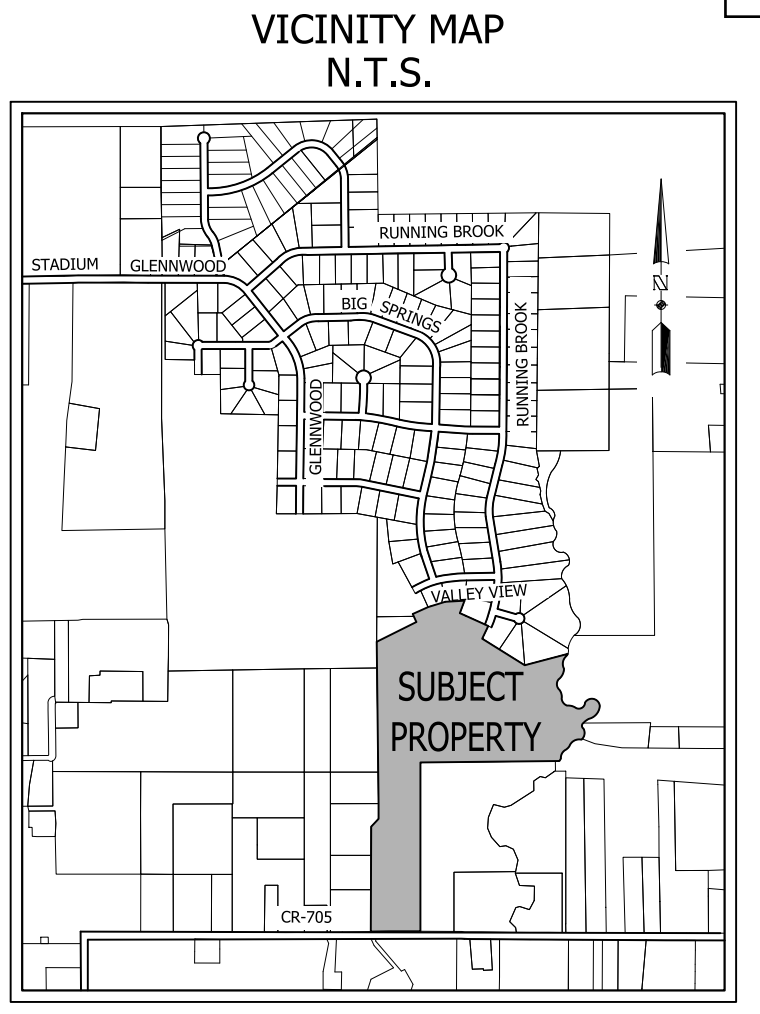 VICINITY MAP
N.T.S.
RUNNING BROOK
STADIUM
GLENNWOOD
N
BIG SPRINGS
RUNNING BROOK
GLENNWOOD
VALLEY VIEW
SUBJECT
PROPERTY
CR-705